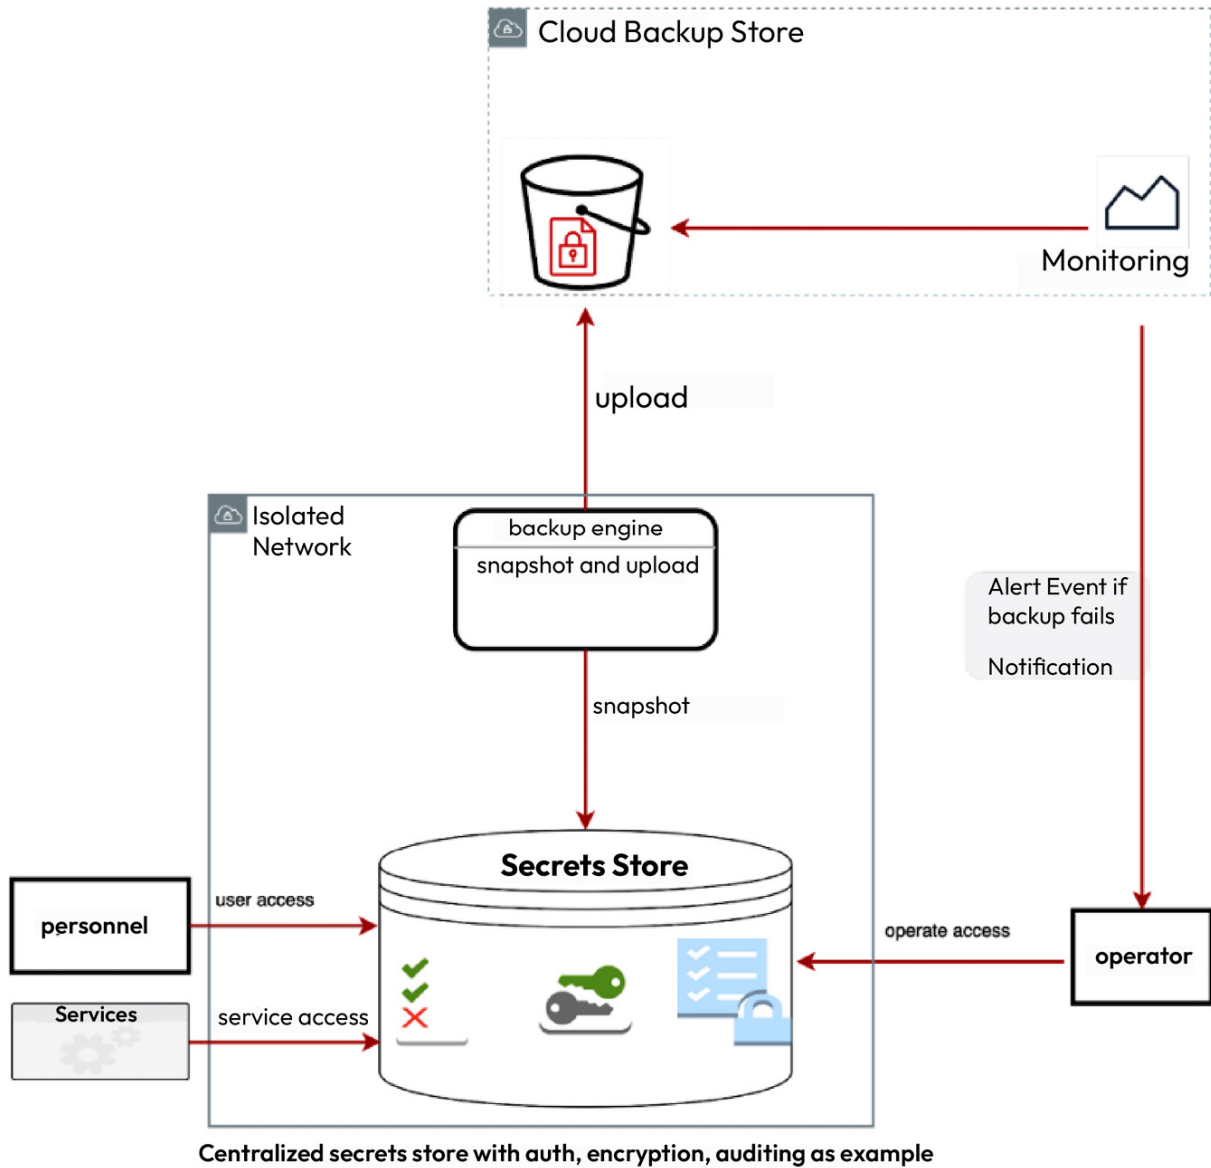 Cloud Backup Store
Monitoring
upload
Isolated
Network
backup engine
snapshot and upload
Alert Event if
backup fails
Notification
snapshot
Secrets Store
personnel
user access
operate access
operator
Services
service access
Centralized secrets store with auth, encryption, auditing as example